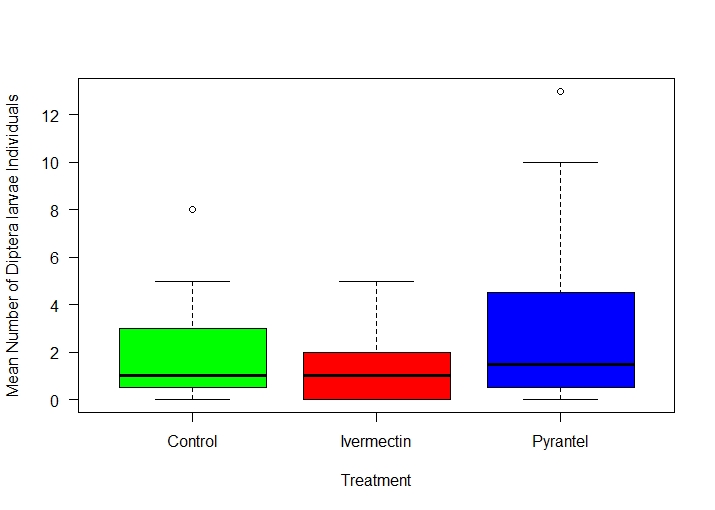 Mean Number of Diptera larvae Individuals
12
10
8
6
4
2
0
Control Ivermectin Pyrantel
Treatment